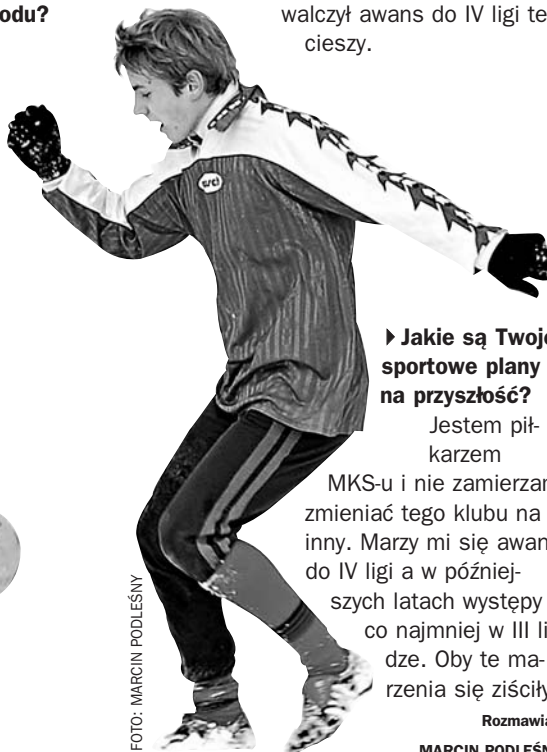 odu?
walczył awans do IV ligi te
cieszy.
Jakie są Twoje
sportowe plany
na przyszłość?
Jestem pił-
karzem
MKS-u i nie zamierzam
zmieniać tego klubu na
inny. Marzy mi się awan
do IV ligi a w później-
szych latach występy
co najmniej w III li
dze. Oby te ma-
rzenia się ziściły
Rozmawia
MARCIN PODLEŚN
FOTO: MARCIN PODLEŚNY